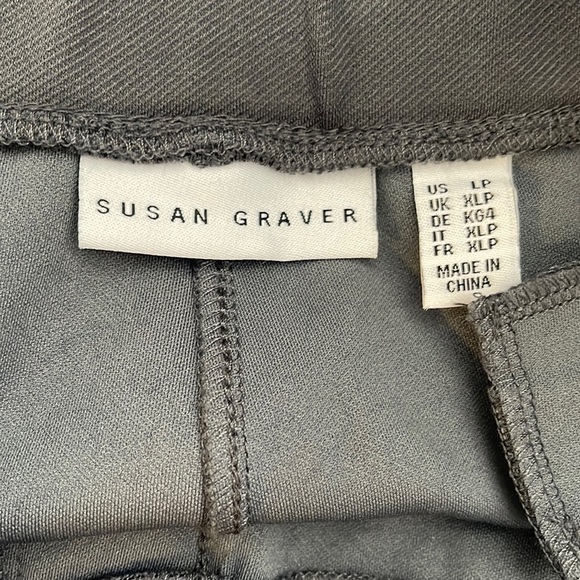 SUSAN GRAVER
US LP
UK XLP
DE KG4
IT XLP
FR XLP
MADE IN
CHINA